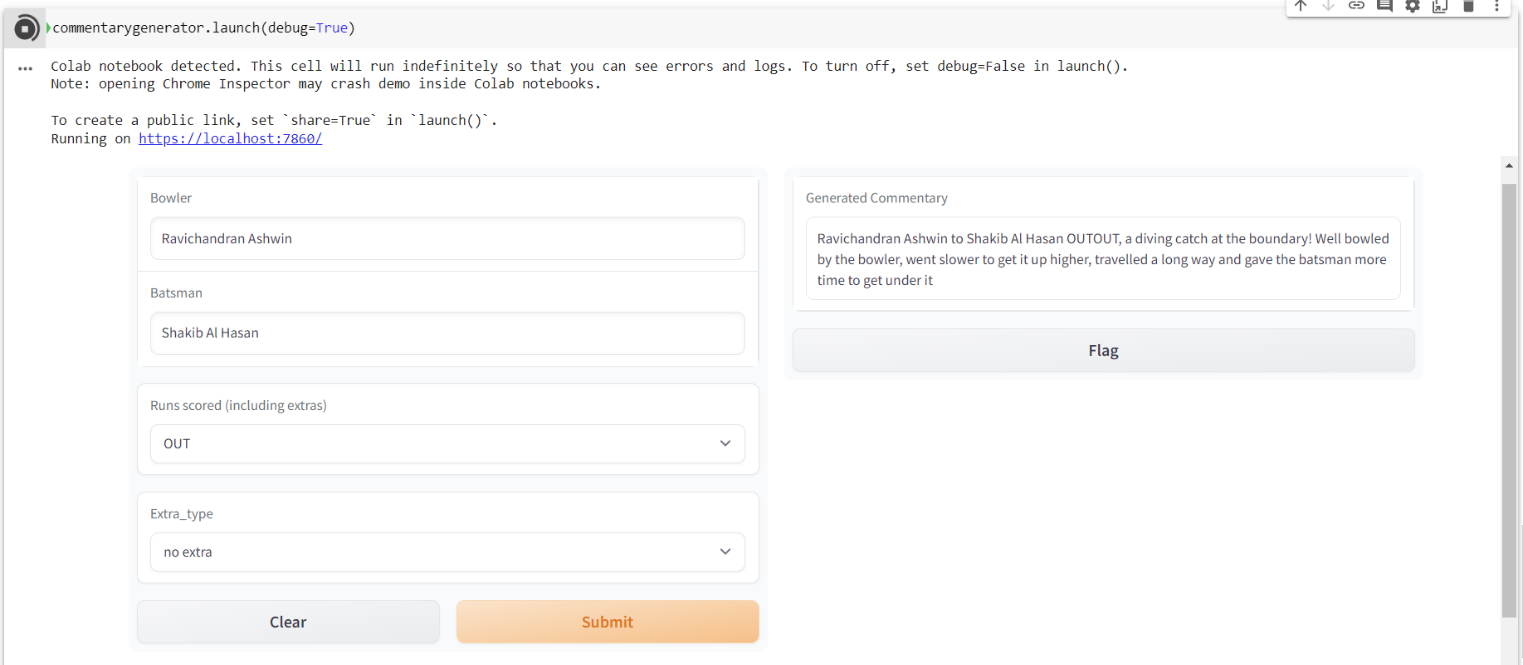 commentarygenerator.launch(debug=True)
Colab notebook detected. This cell will run indefinitely so that you can see errors and logs. To turn off, set debug=False in launch().
Note: opening Chrome Inspector may crash demo inside Colab notebooks.
To create a public link, set `share=True` in `launch()`.
Running on https://localhost:7860/
Bowler
Ravichandran Ashwin
Batsman
Shakib Al Hasan
Runs scored (including extras)
OUT
Extra_type
no extra
Clear
Submit
Generated Commentary
Ravichandran Ashwin to Shakib Al Hasan OUTOUT, a diving catch at the boundary! Well bowled
by the bowler, went slower to get it up higher, travelled a long way and gave the batsman more
time to get under it
Flag